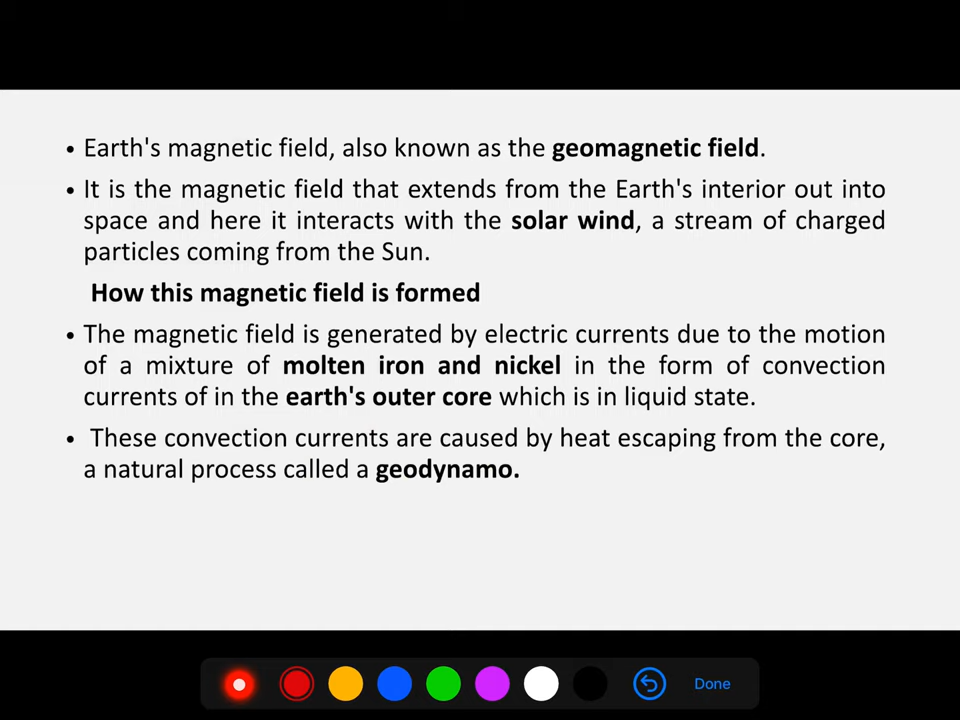 • Earth's magnetic field, also known as the geomagnetic field.
• It is the magnetic field that extends from the Earth's interior out into
space and here it interacts with the solar wind, a stream of charged
particles coming from the Sun.
How this magnetic field is formed
• The magnetic field is generated by electric currents due to the motion
of a mixture of molten iron and nickel in the form of convection
currents of in the earth's outer core which is in liquid state.
• These convection currents are caused by heat escaping from the core,
a natural process called a geodynamo.
Done